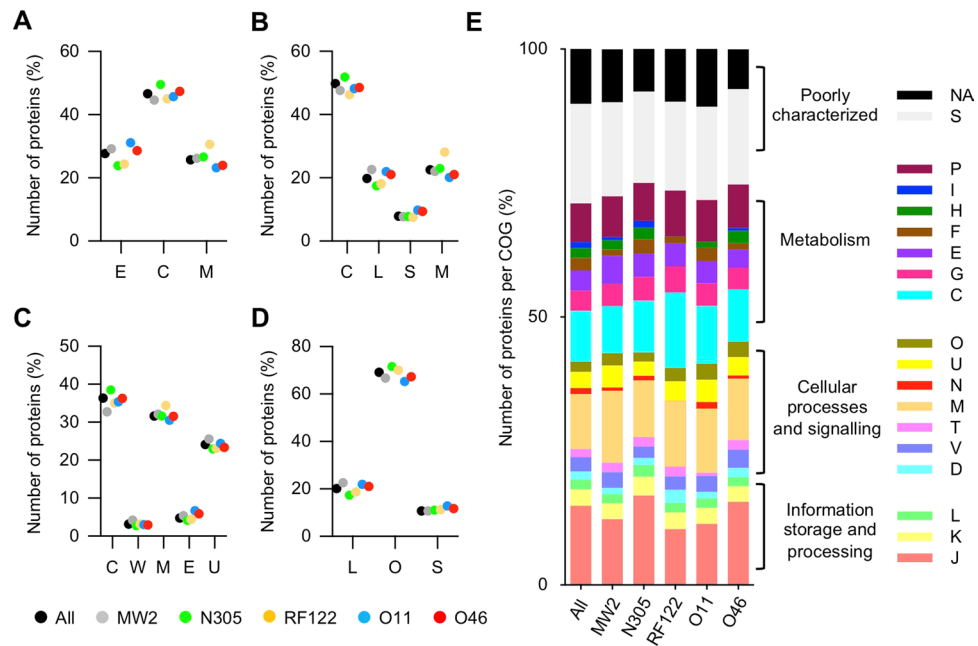 A
Number of proteins (%)
60
40
20
0
E C M
B
Number of proteins (%)
60
40
20
0
C L S M
C
Number of proteins (%)
50
40
30
20
10
0
C W M E U
D
Number of proteins (%)
80
60
40
20
0
L O S
All MW2 N305 RF122 O11 O46
E
Number of proteins per COG (%)
100
50
0
All MW2 N305 RF122 O11 O46
Poorly
characterized
Metabolism
Cellular
processes
and signalling
Information
storage and
processing
NA
S
P
I
H
F
E
G
C
O
U
N
M
T
V
D
L
K
J